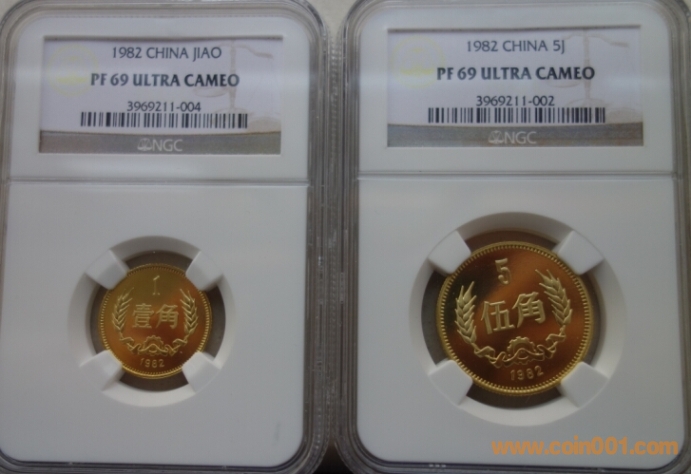 1982 CHINA JIAO
PF 69 ULTRA CAMEO
3969211-004
NGC
1
壹角
1982
1982 CHINA 5J
PF 69 ULTRA CAMEO
3969211-002
NGC
5
伍角
1982
www.coin001.com